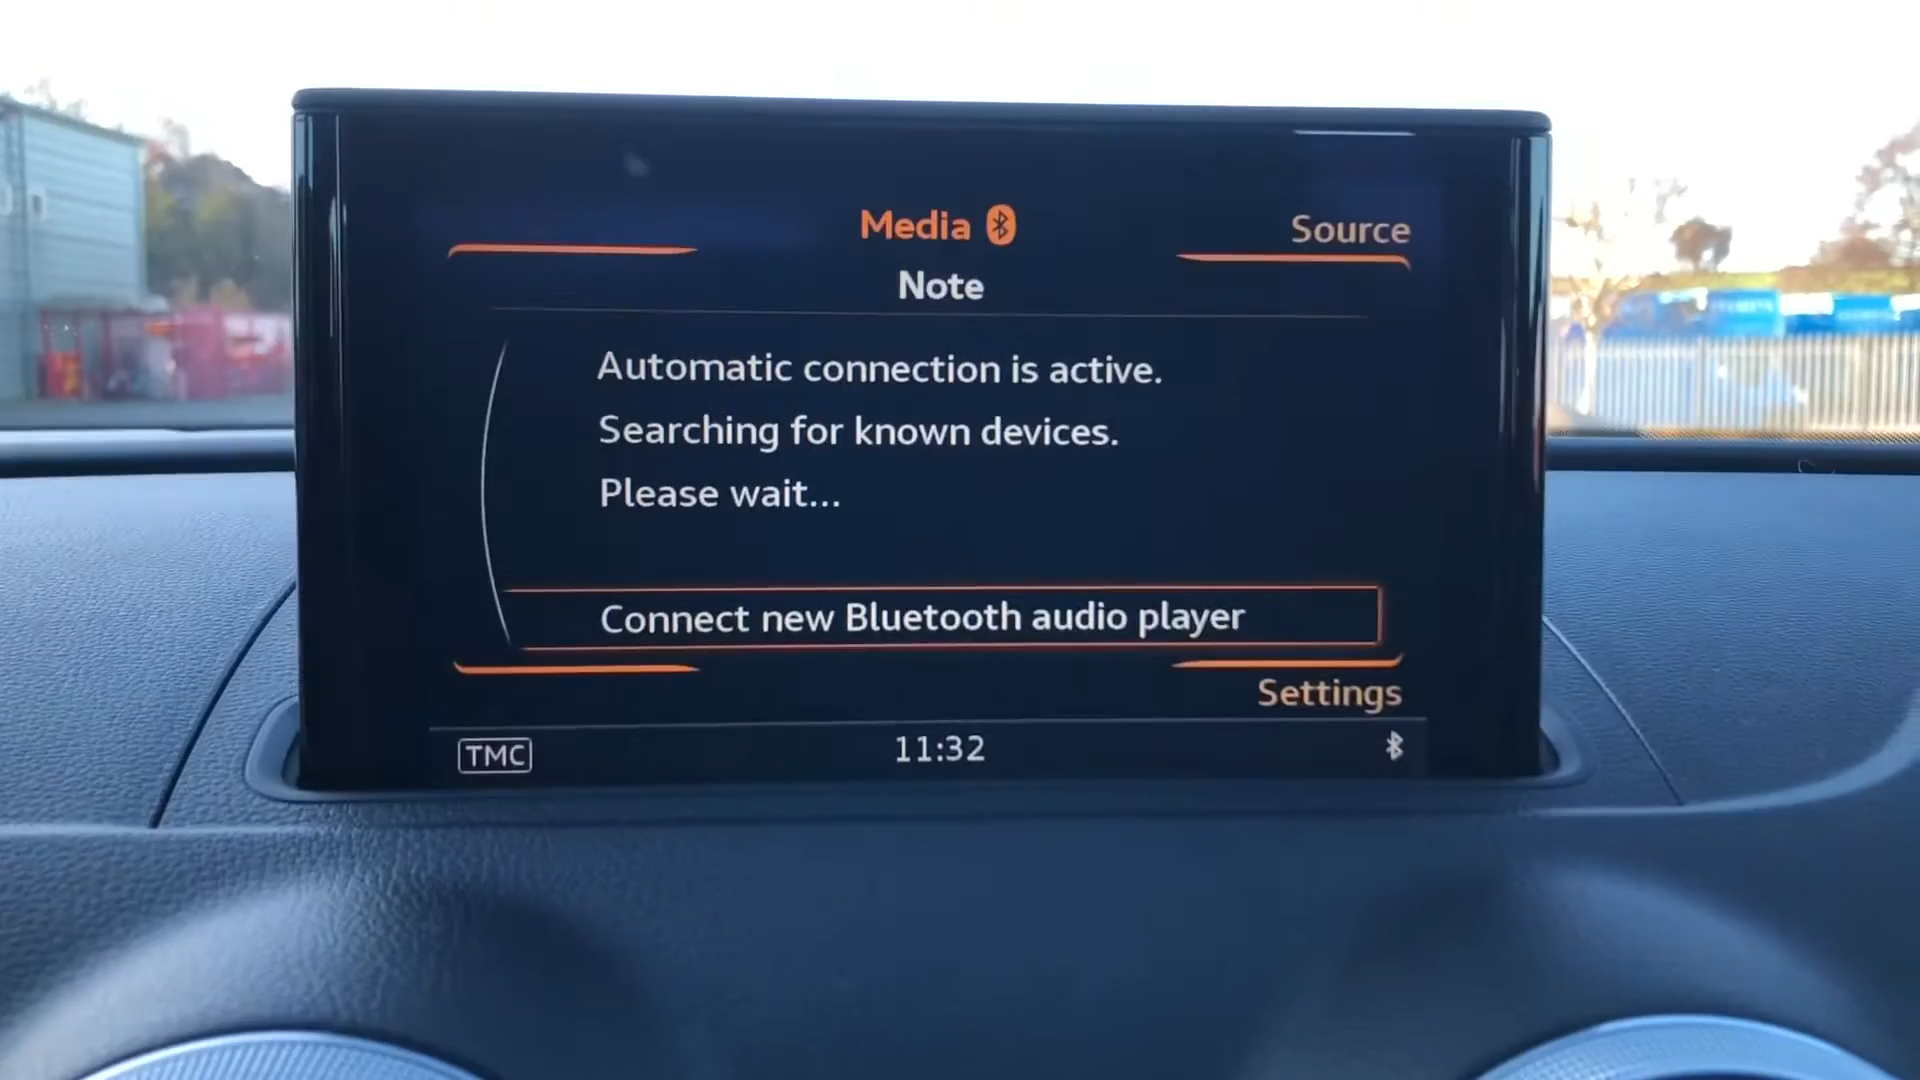 Media
Source
Note
Automatic connection is active.
Searching for known devices.
Please wait...
Connect new Bluetooth audio player
Settings
TMC
11:32